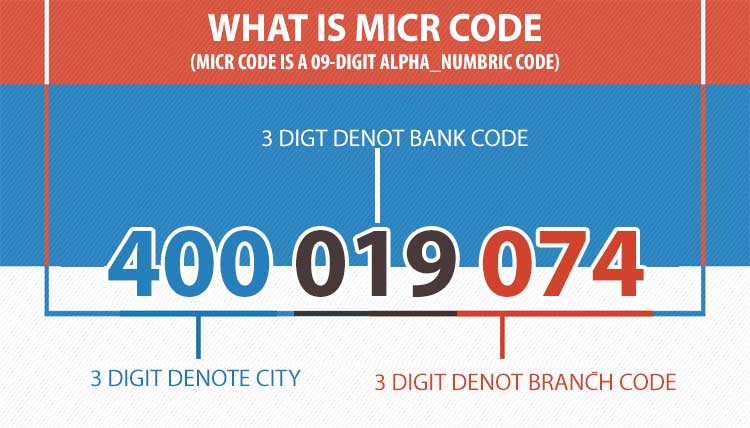 WHAT IS MICR CODE
(MICR CODE IS A 09-DIGIT ALPHA_NUMBRIC CODE)
3 DIGT DENOT BANK CODE
400 019 074
3 DIGIT DENOTE CITY
3 DIGIT DENOT BRANCH CODE